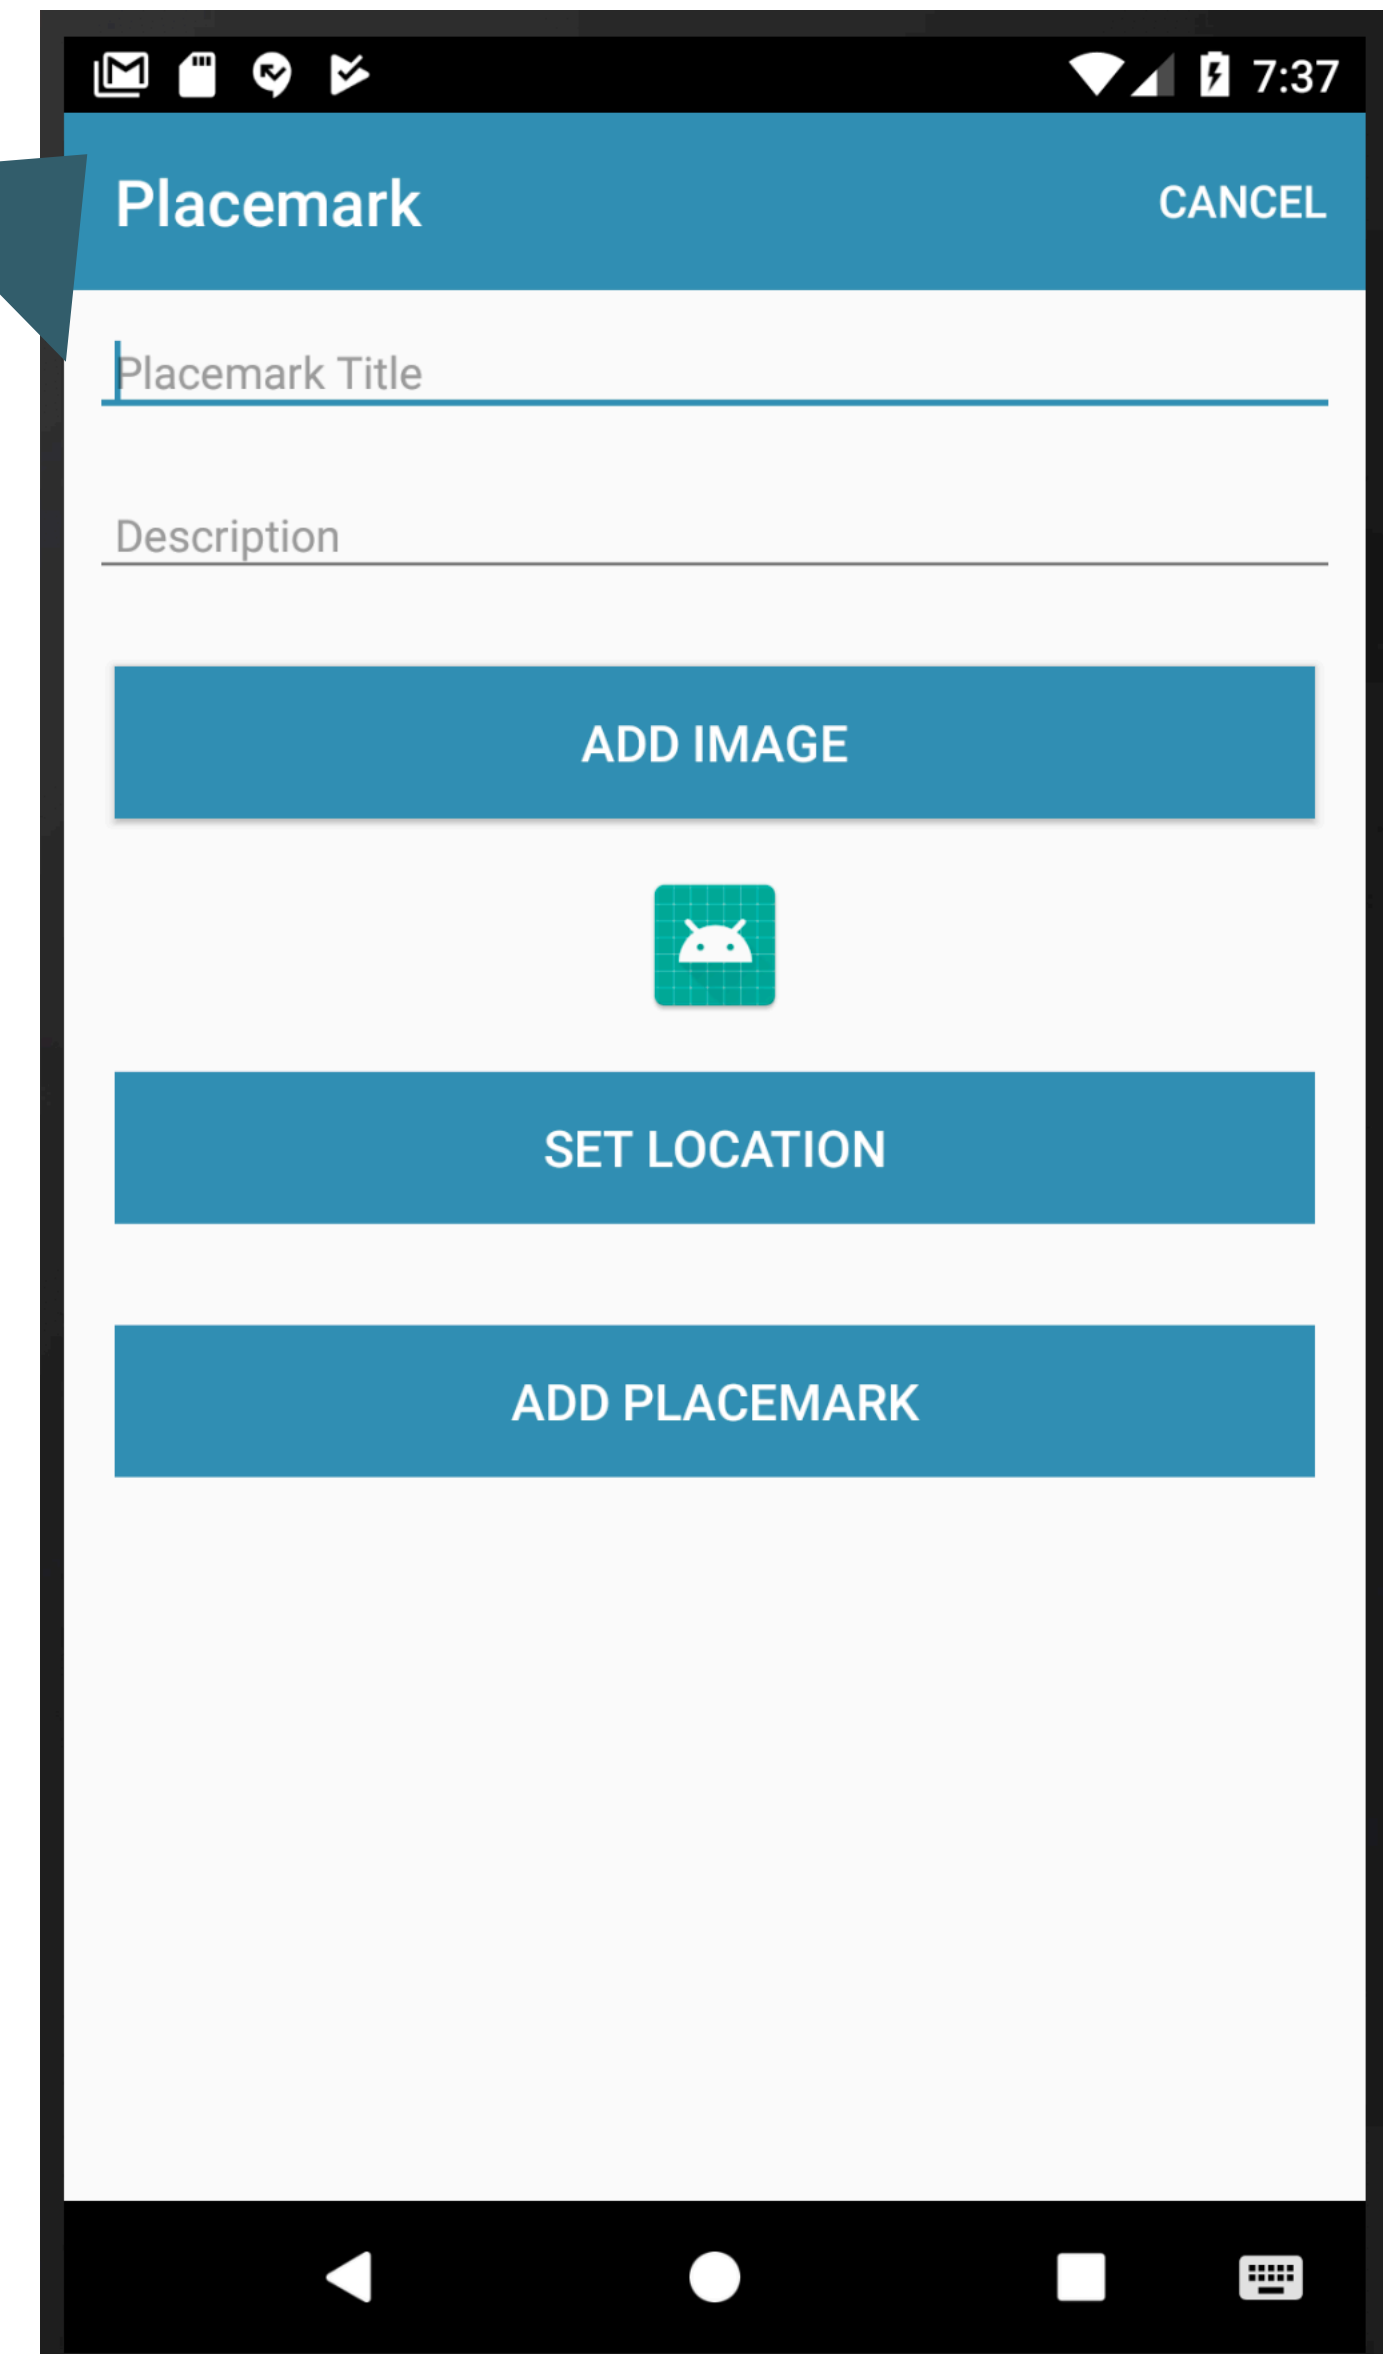 7:37
Placemark CANCEL
Placemark Title
Description
ADD IMAGE
SET LOCATION
ADD PLACEMARK